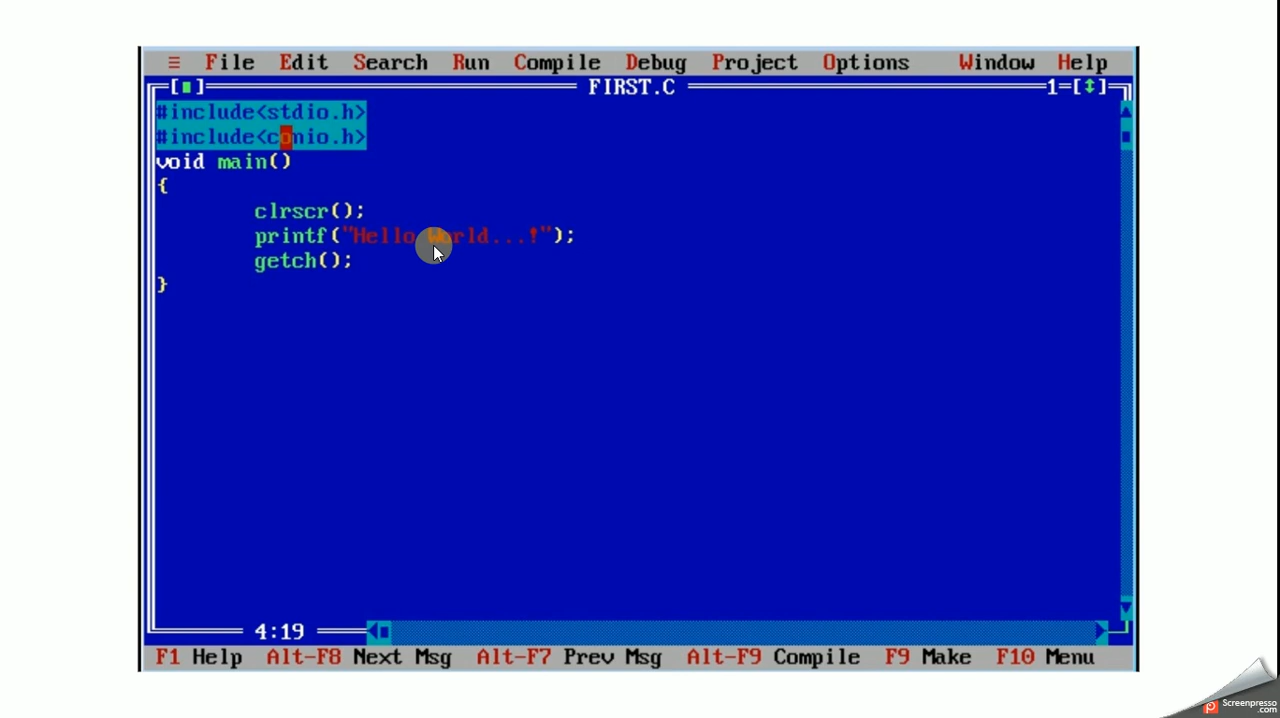 ≡ File Edit Search Run Compile Debug Project Options Window Help
[■] FIRST.C 1=[↕]
#include<stdio.h>
#include<conio.h>
void main()
{
clrscr();
printf("Hello World...!");
getch();
}
4:19
F1 Help Alt-F8 Next Msg Alt-F7 Prev Msg Alt-F9 Compile F9 Make F10 Menu
Screenpresso
.com